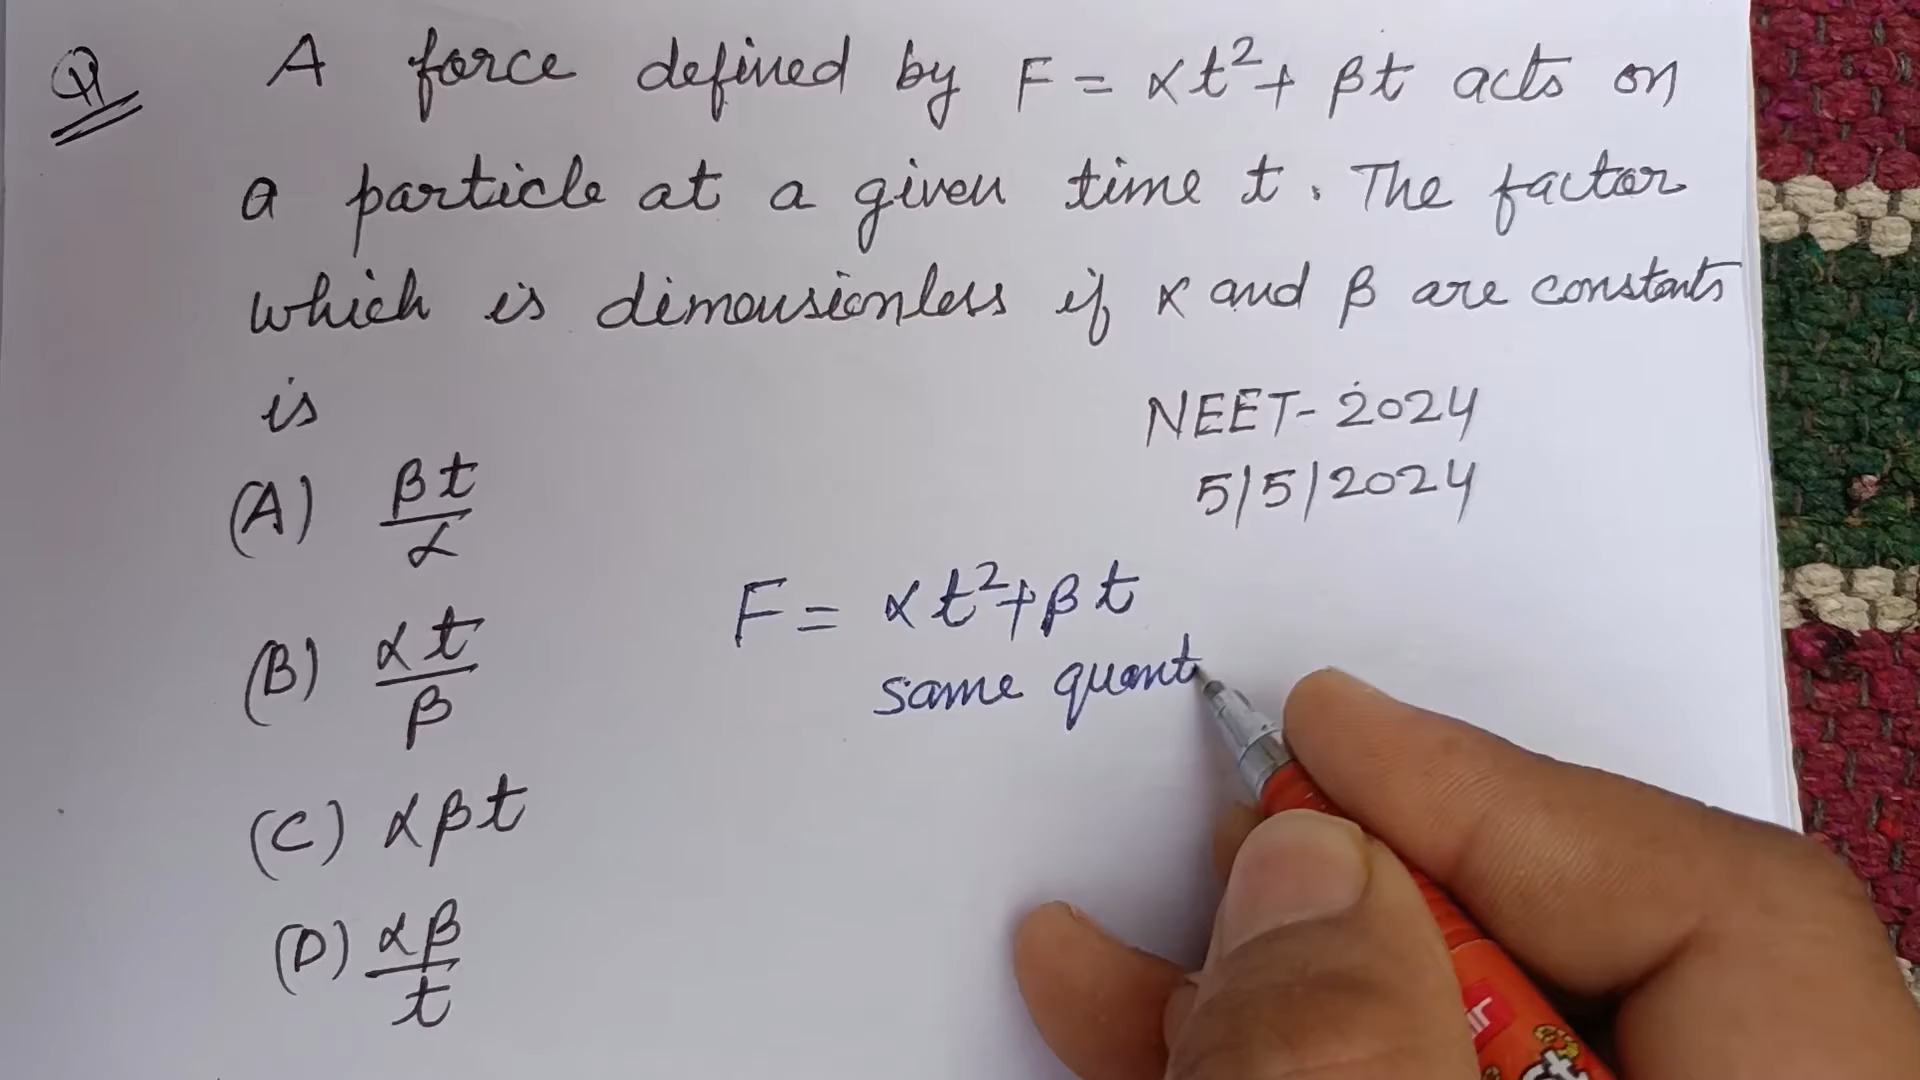 Q
A force defined by F = αt² + βt acts on
a particle at a given time t. The factor
which is dimensionless if α and β are constants
is
NEET-2024
5/5/2024
(A) βt/α
(B) αt/β
(C) αβt
(D) αβ/t
F = αt² + βt
same quant